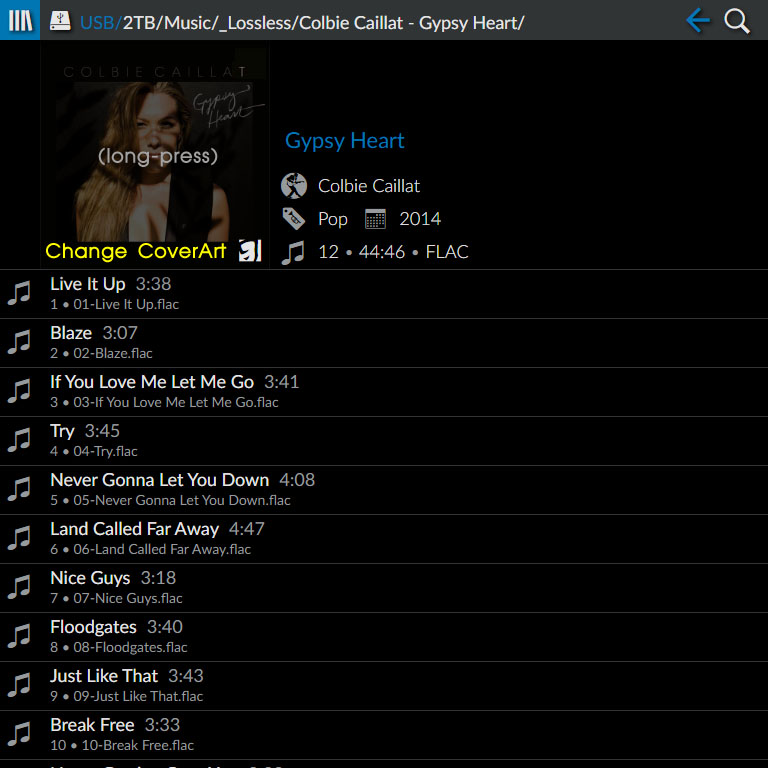 USB/2TB/Music/_Lossless/Colbie Caillat - Gypsy Heart/
COLBIE CAILLAT
Gypsy
Heart
(long-press)
Change CoverArt
Gypsy Heart
Colbie Caillat
Pop 2014
12 • 44:46 • FLAC
Live It Up 3:38
1 • 01-Live It Up.flac
Blaze 3:07
2 • 02-Blaze.flac
If You Love Me Let Me Go 3:41
3 • 03-If You Love Me Let Me Go.flac
Try 3:45
4 • 04-Try.flac
Never Gonna Let You Down 4:08
5 • 05-Never Gonna Let You Down.flac
Land Called Far Away 4:47
6 • 06-Land Called Far Away.flac
Nice Guys 3:18
7 • 07-Nice Guys.flac
Floodgates 3:40
8 • 08-Floodgates.flac
Just Like That 3:43
9 • 09-Just Like That.flac
Break Free 3:33
10 • 10-Break Free.flac